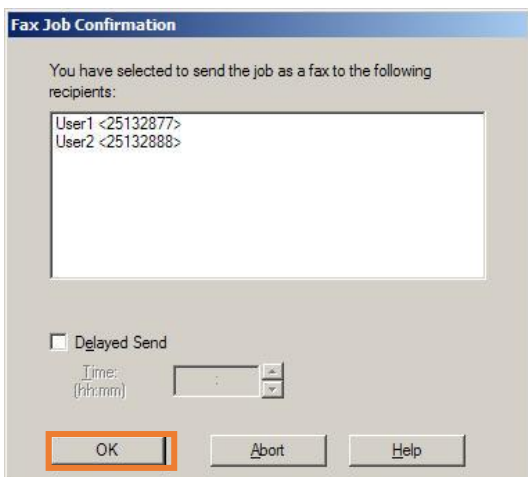 Fax Job Confirmation
You have selected to send the job as a fax to the following
recipients:
User1 <25132877>
User2 <25132888>
Delayed Send
Time:
(hh:mm)
:
OK Abort Help